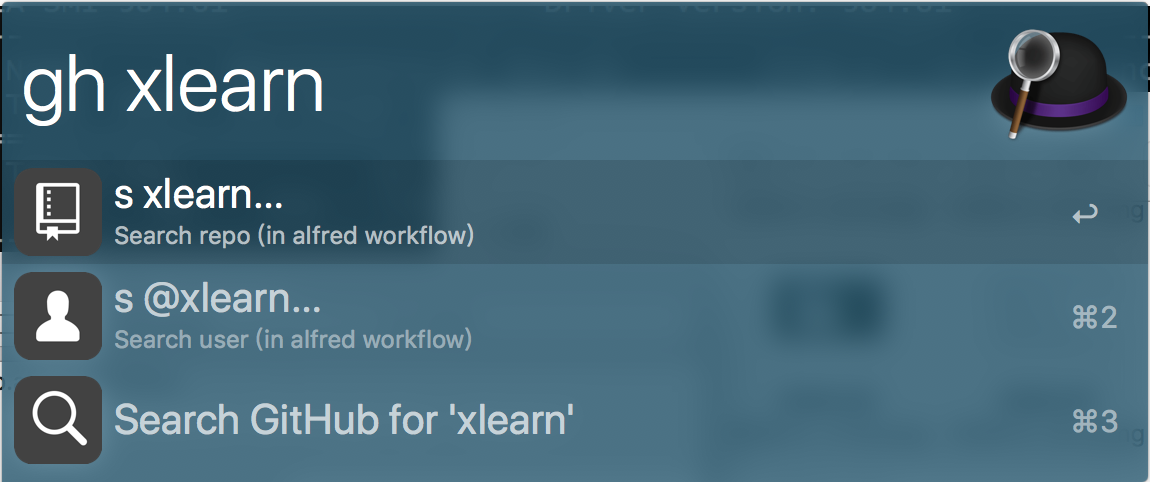 gh xlearn
s xlearn...
Search repo (in alfred workflow)
s @xlearn...
Search user (in alfred workflow)
⌘2
Search GitHub for 'xlearn'
⌘3